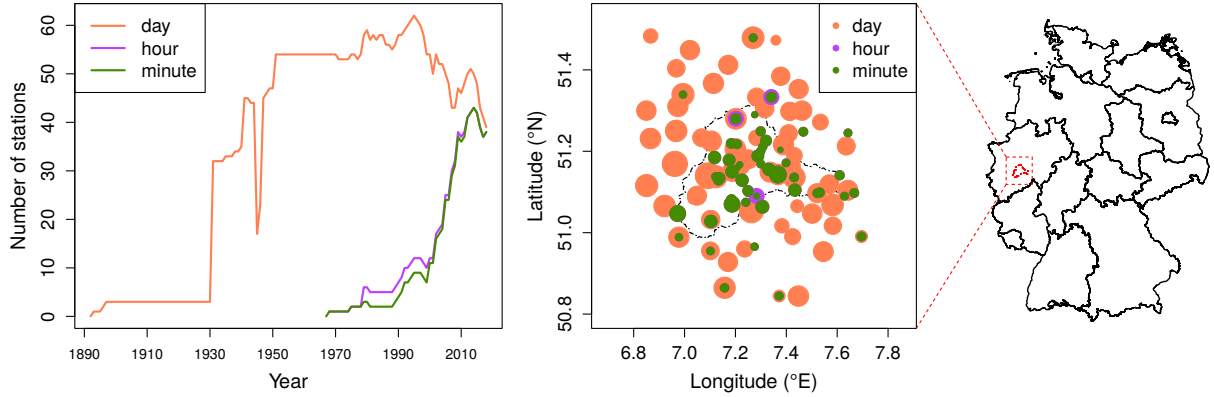 day
hour
minute
Number of stations
0
10
20
30
40
50
60
1890
1910
1930
1950
1970
1990
2010
Year
day
hour
minute
Latitude (°N)
50.8
51.0
51.2
51.4
6.8
7.0
7.2
7.4
7.6
7.8
Longitude (°E)